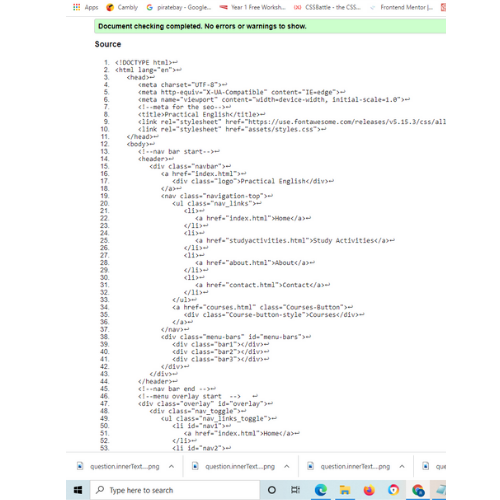 Apps Cambly G piratebay - Google... Year 1 Free Worksh... CSSBattle - the CSS... Frontend Mentor |...
Document checking completed. No errors or warnings to show.
Source
1. <!DOCTYPE html>↩
2. <html lang="en">↩
3. <head>↩
4. <meta charset="UTF-8">↩
5. <meta http-equiv="X-UA-Compatible" content="IE=edge">↩
6. <meta name="viewport" content="width=device-width, initial-scale=1.0">↩
7. <!--meta for the seo-->↩
8. <title>Practical English</title>↩
9. <link rel="stylesheet" href="https://use.fontawesome.com/releases/v5.15.3/css/all
10. <link rel="stylesheet" href="assets/styles.css">↩
11. </head>↩
12. <body>↩
13. <!--nav bar start-->↩
14. <header>↩
15. <div class="navbar">↩
16. <a href="index.html">↩
17. <div class="logo">Practical English</div>↩
18. </a>↩
19. <nav class="navigation-top">↩
20. <ul class="nav_links">↩
21. <li>↩
22. <a href="index.html">Home</a>↩
23. </li>↩
24. <li>↩
25. <a href="studyactivities.html">Study Activities</a>↩
26. </li>↩
27. <li>↩
28. <a href="about.html">About</a>↩
29. </li>↩
30. <li>↩
31. <a href="contact.html">Contact</a>↩
32. </li>↩
33. </ul>↩
34. <a href="courses.html" class="Courses-Button">↩
35. <div class="Course-button-style">Courses</div>↩
36. </a>↩
37. </nav>↩
38. <div class="menu-bars" id="menu-bars">↩
39. <div class="bar1"></div>↩
40. <div class="bar2"></div>↩
41. <div class="bar3"></div>↩
42. </div>↩
43. </div>↩
44. </header>↩
45. <!--nav bar end -->↩
46. <!--menu overlay start --> ↩
47. <div class="overlay" id="overlay">↩
48. <div class="nav_toggle">↩
49. <ul class="nav_links_toggle">↩
50. <li id="nav1">↩
51. <a href="index.html">Home</a>↩
52. </li>↩
53. <li id="nav2">↩
question.innerText....png question.innerText....png question.innerText....png que
Type here to search